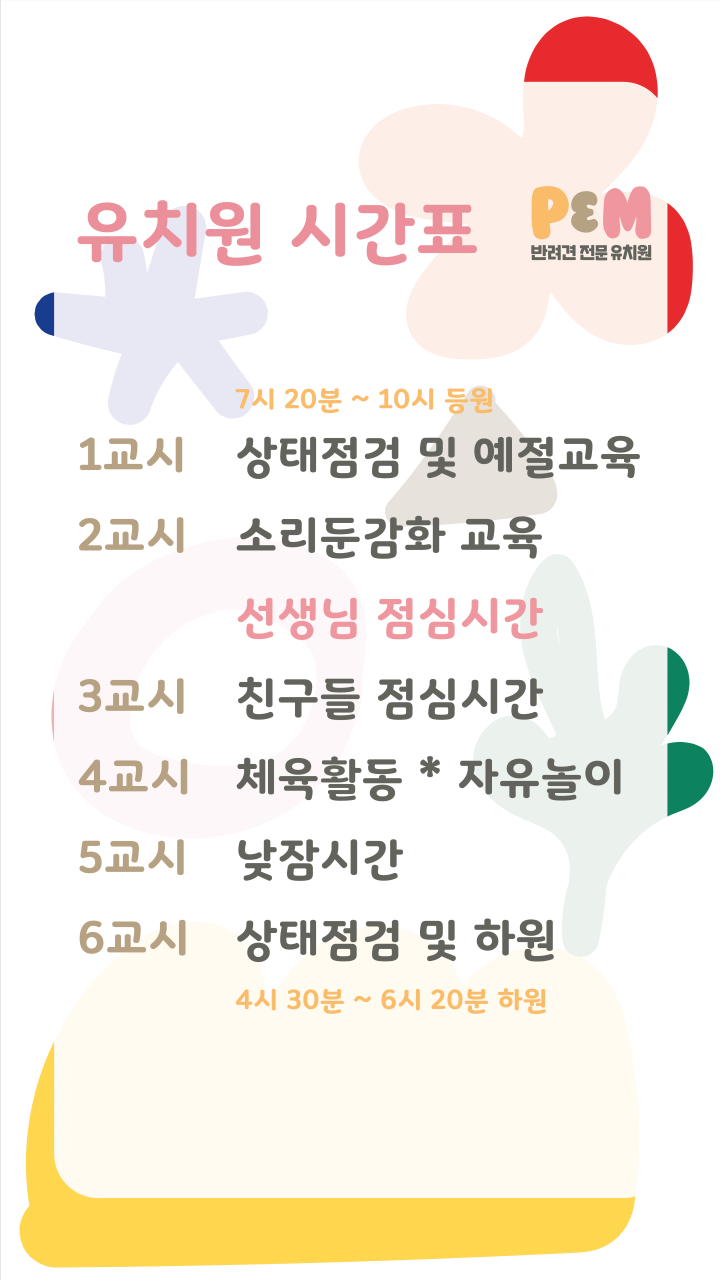 유치원 시간표
PEM
반려견 전문 유치원
7시 20분 ~ 10시 등원
1교시 상태점검 및 예절교육
2교시 소리둔감화 교육
선생님 점심시간
3교시 친구들 점심시간
4교시 체육활동 * 자유놀이
5교시 낮잠시간
6교시 상태점검 및 하원
4시 30분 ~ 6시 20분 하원